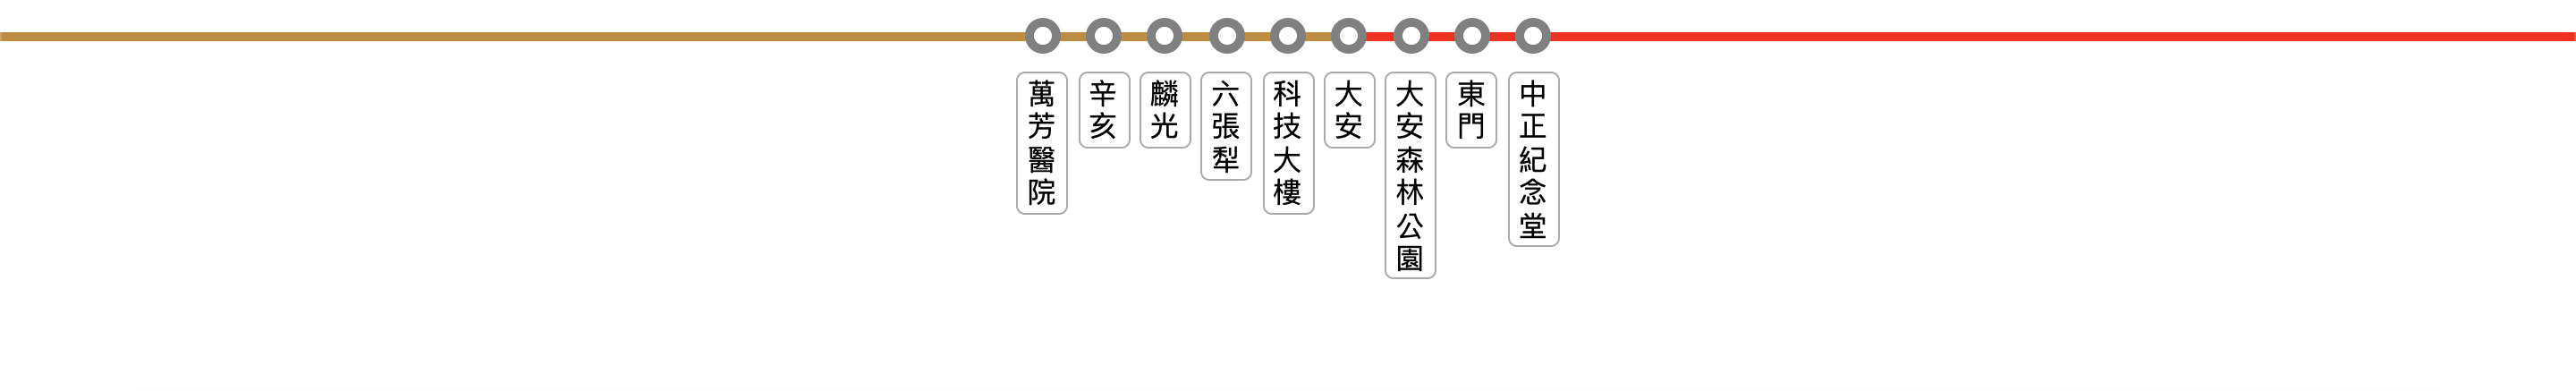 萬芳醫院
辛亥
麟光
六張犁
科技大樓
大安
大安森林公園
東門
中正紀念堂